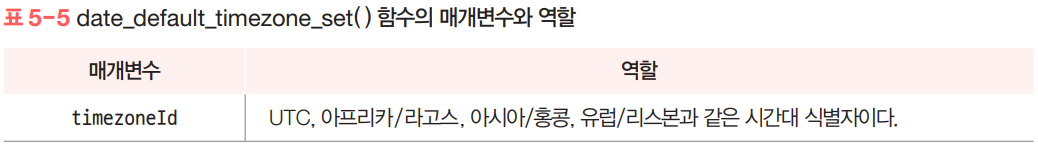 표 5-5 date_default_timezone_set( ) 함수의 매개변수와 역할
매개변수 역할
timezoneId UTC, 아프리카/라고스, 아시아/홍콩, 유럽/리스본과 같은 시간대 식별자이다.